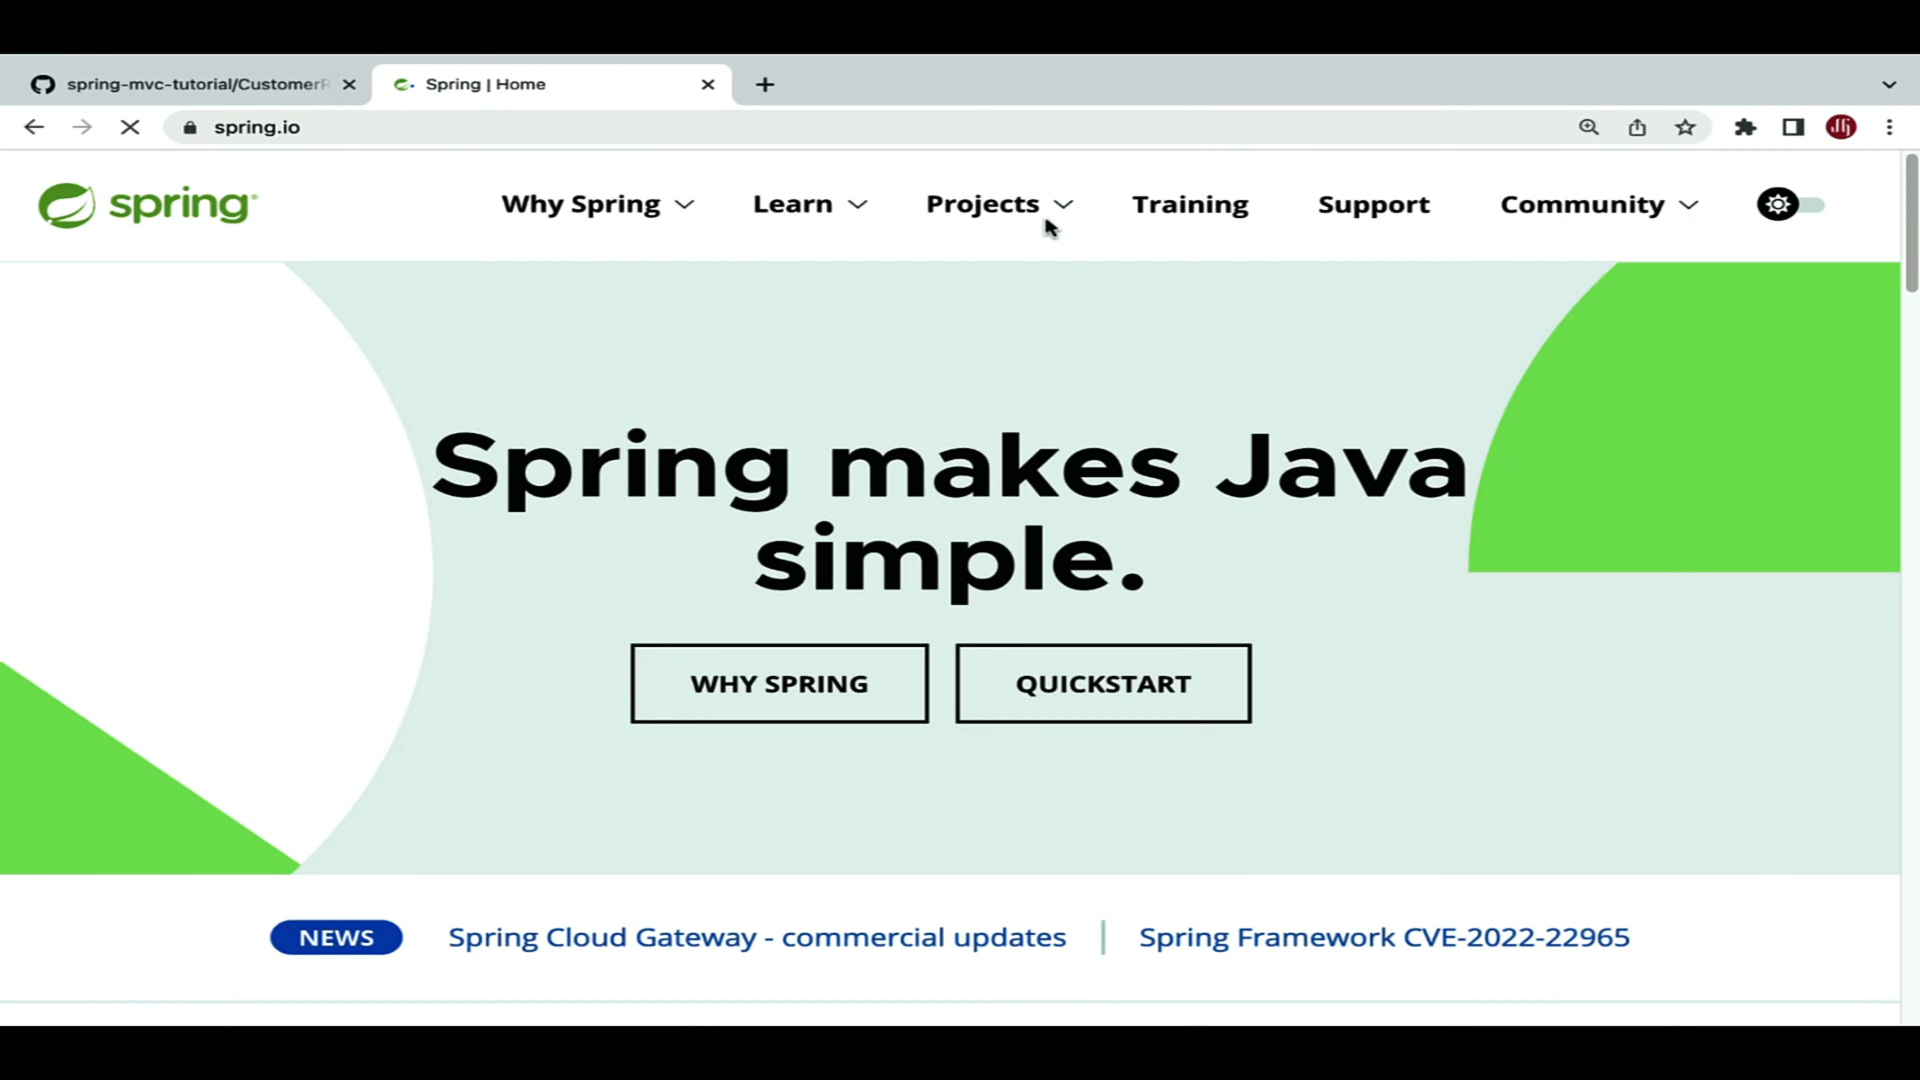 spring-mvc-tutorial/CustomerR
Spring | Home
spring.io
spring
Why Spring
Learn
Projects
Training
Support
Community
Spring makes Java
simple.
WHY SPRING
QUICKSTART
NEWS
Spring Cloud Gateway - commercial updates
Spring Framework CVE-2022-22965